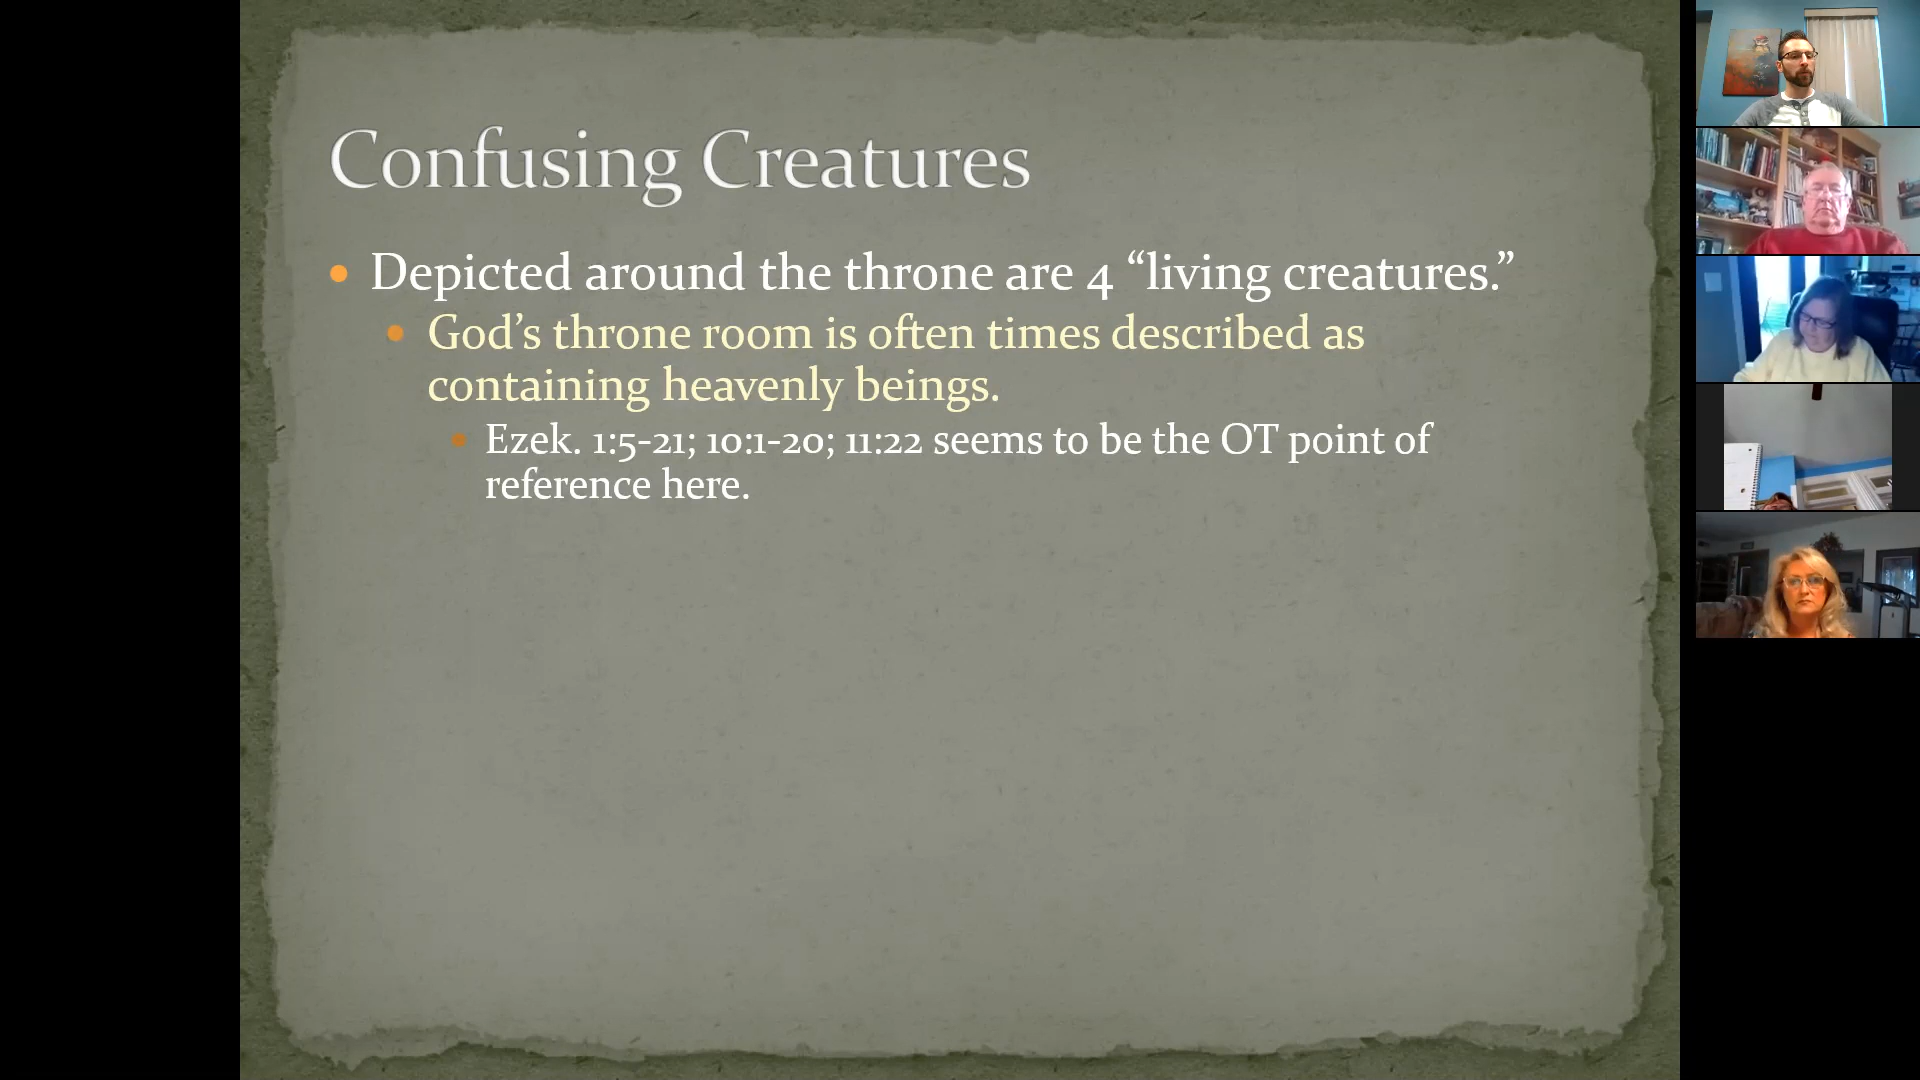 Confusing Creatures
Depicted around the throne are 4 “living creatures.”
God’s throne room is often times described as
containing heavenly beings.
Ezek. 1:5-21; 10:1-20; 11:22 seems to be the OT point of
reference here.